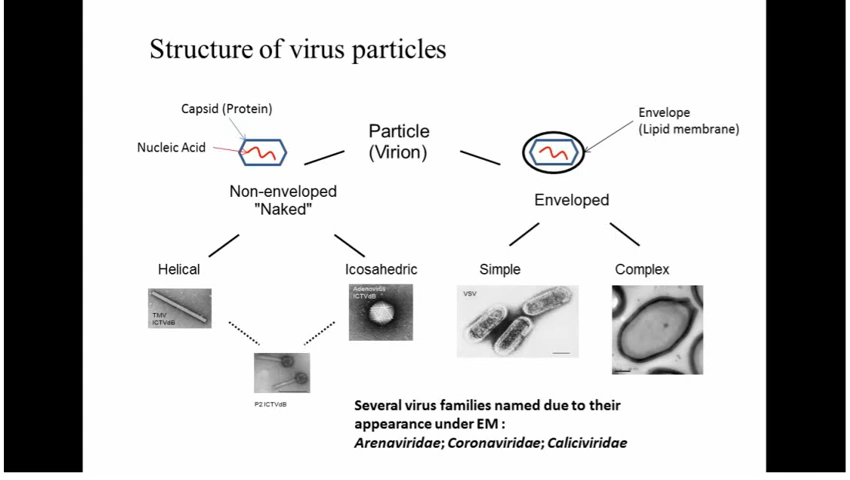 Structure of virus particles
Capsid (Protein)
Nucleic Acid
Particle
(Virion)
Envelope
(Lipid membrane)
Non-enveloped
"Naked"
Enveloped
Helical
Icosahedric
Simple
Complex
TMV
ICTVdB
Adenovirus
ICTVdB
VSV
P2 ICTVdB
Several virus families named due to their
appearance under EM :
Arenaviridae; Coronaviridae; Caliciviridae